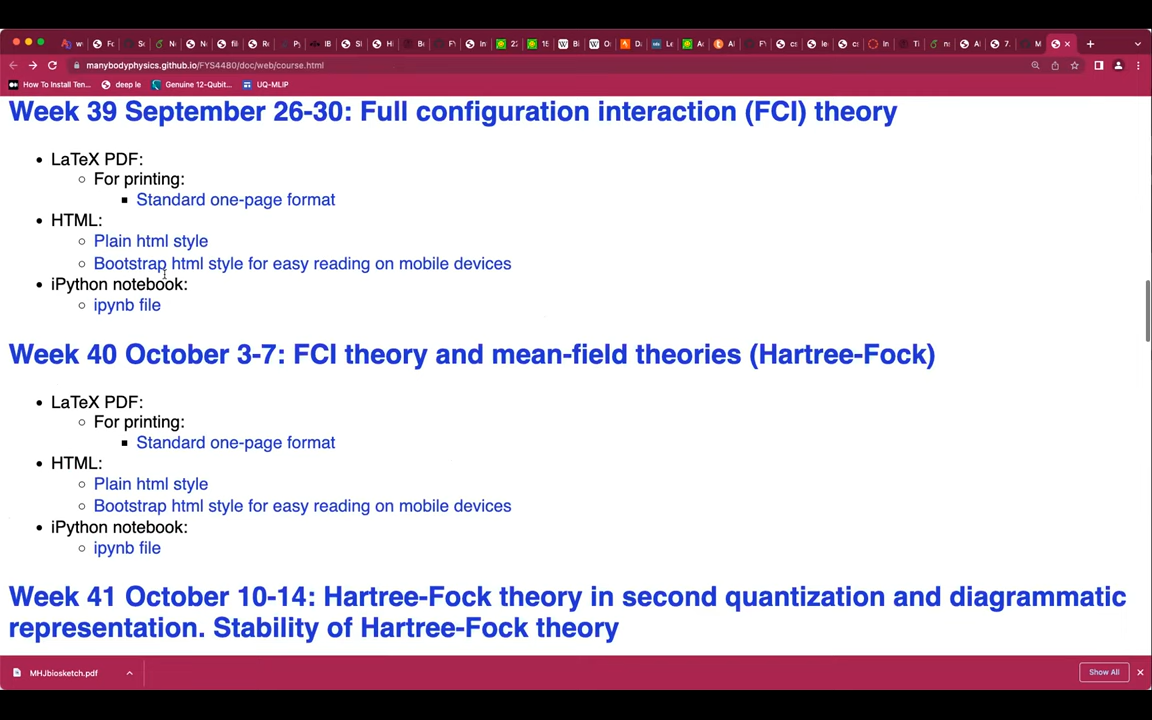 manybodyphysics.github.io/FYS4480/doc/web/course.html
How To Install Ten... deep le Genuine 12-Qubit... UQ-MLIP
Week 39 September 26-30: Full configuration interaction (FCI) theory
• LaTeX PDF:
◦ For printing:
▪ Standard one-page format
• HTML:
◦ Plain html style
◦ Bootstrap html style for easy reading on mobile devices
• iPython notebook:
◦ ipynb file
Week 40 October 3-7: FCI theory and mean-field theories (Hartree-Fock)
• LaTeX PDF:
◦ For printing:
▪ Standard one-page format
• HTML:
◦ Plain html style
◦ Bootstrap html style for easy reading on mobile devices
• iPython notebook:
◦ ipynb file
Week 41 October 10-14: Hartree-Fock theory in second quantization and diagrammatic
representation. Stability of Hartree-Fock theory
MHJbiosketch.pdf
Show All